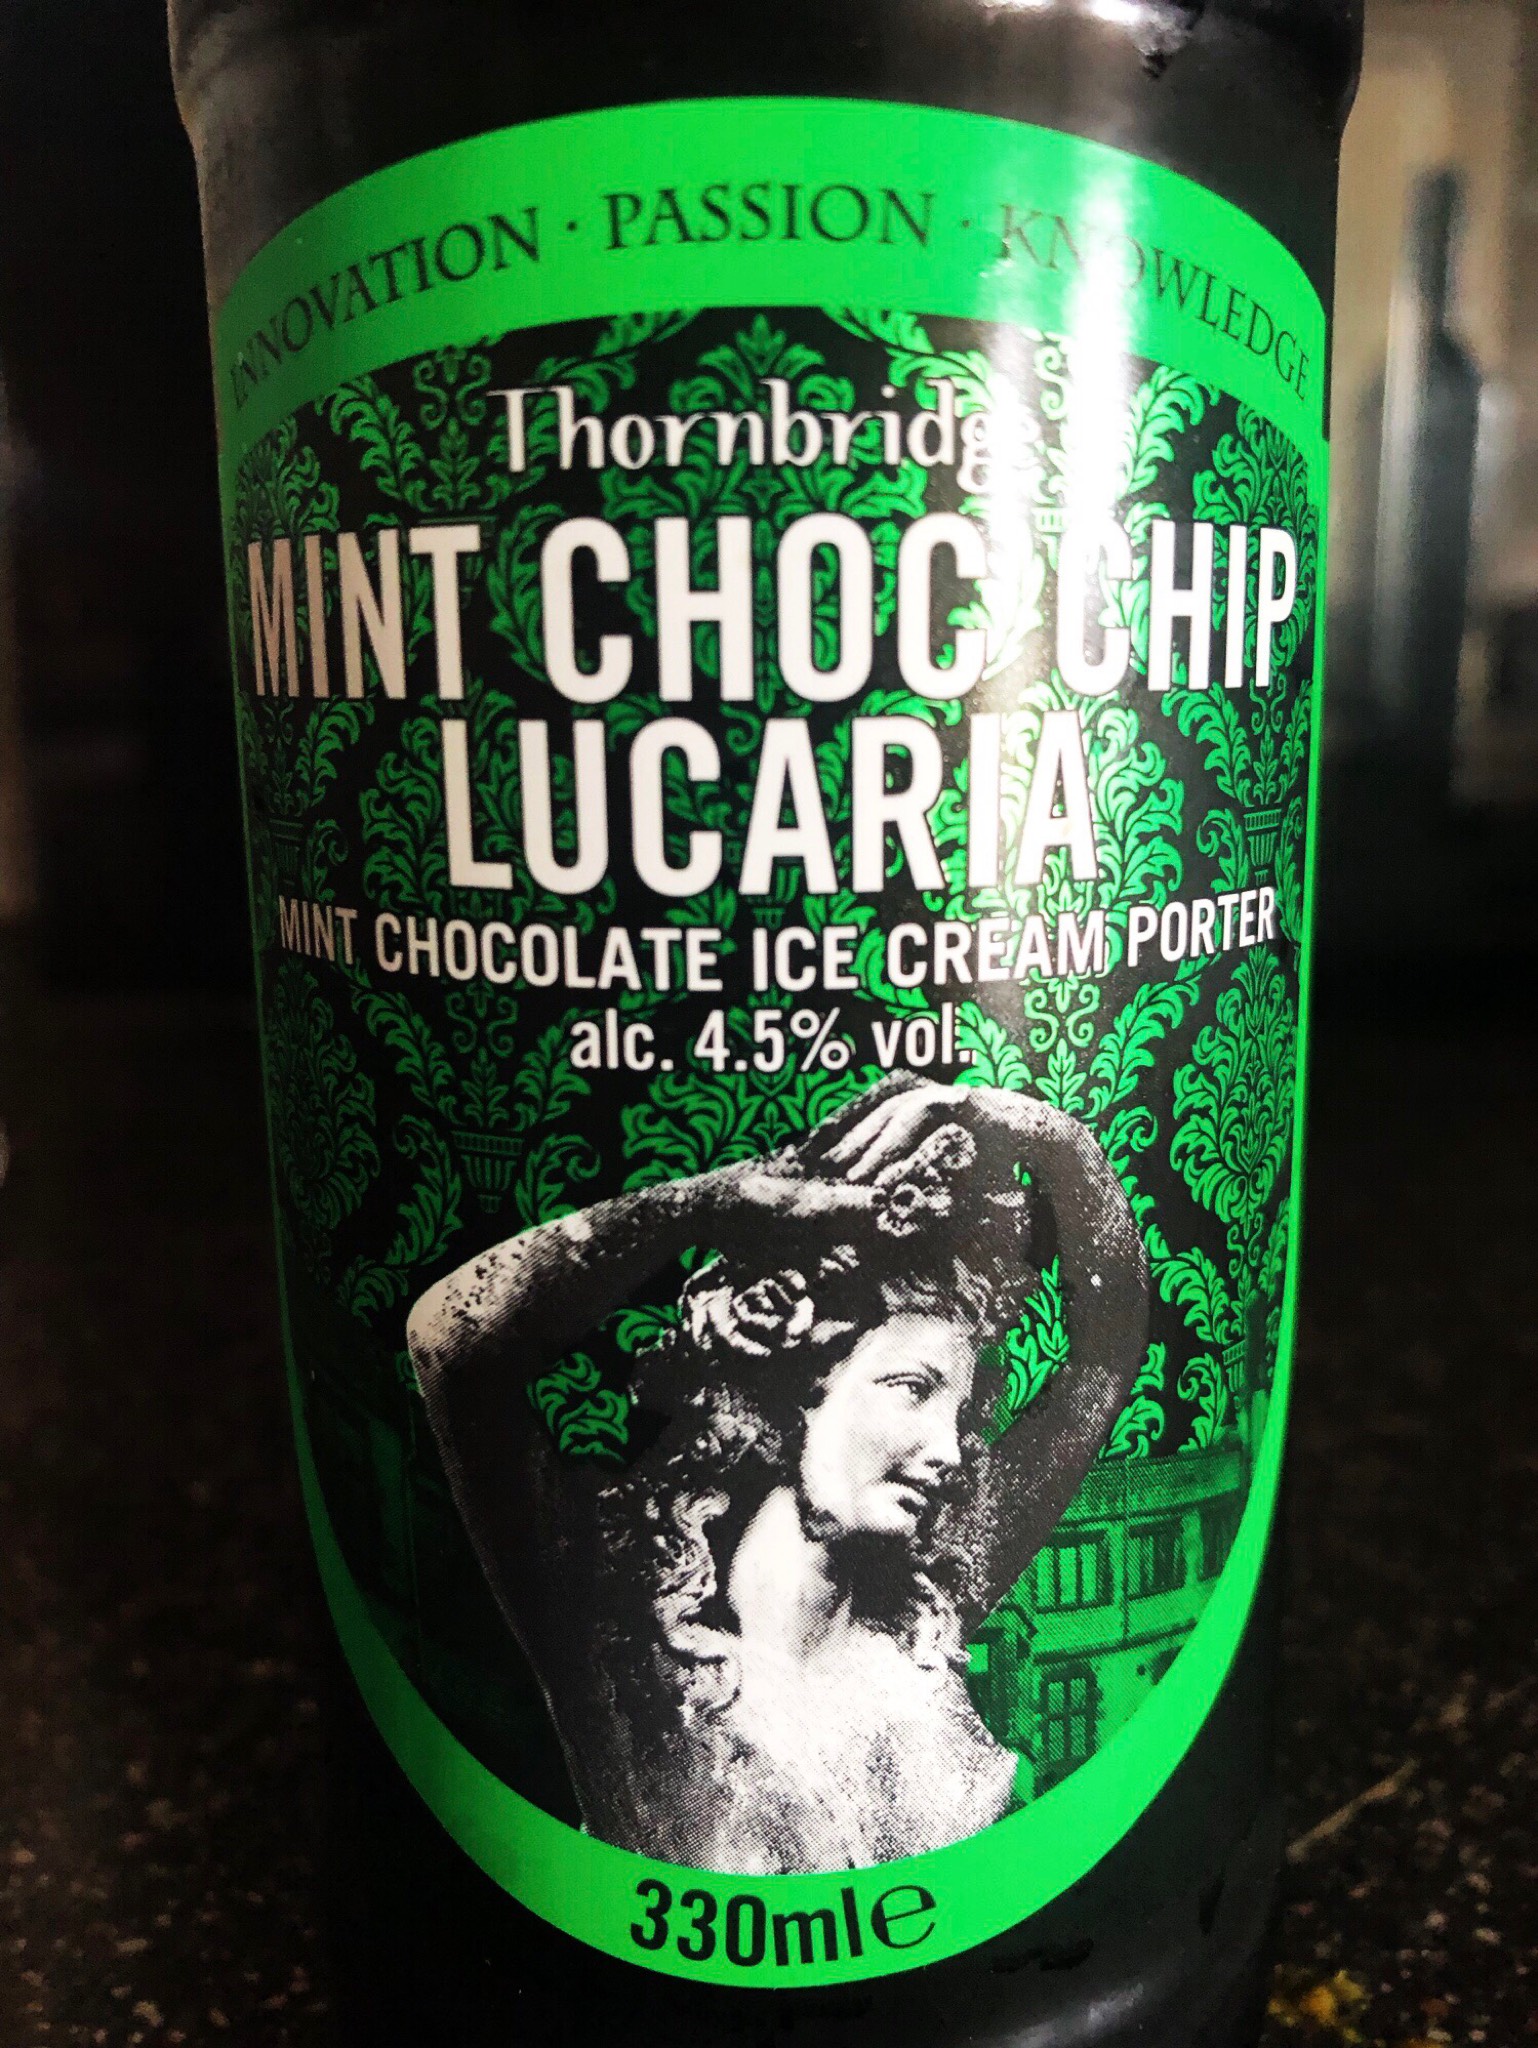 INNOVATION · PASSION · KNOWLEDGE
Thornbridge
MINT CHOC CHIP
LUCARIA
MINT CHOCOLATE ICE CREAM PORTER
alc. 4.5% vol.
330ml℮